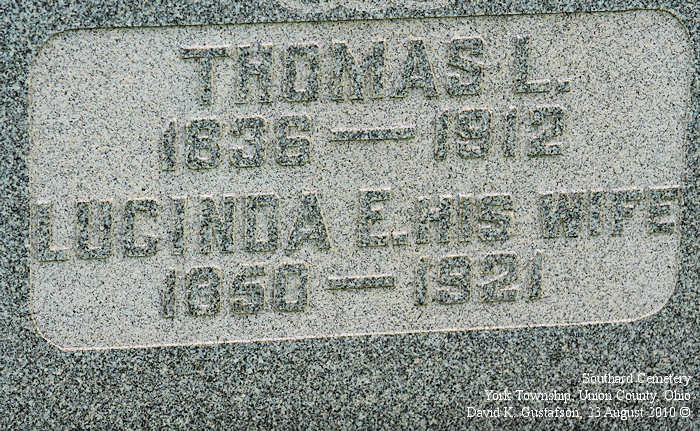 THOMAS L.
1836 — 1912
LUCINDA E. HIS WIFE
1850 — 1921
Southard Cemetery
York Township, Union County, Ohio
David K. Gustafson, 23 August 2010 ©